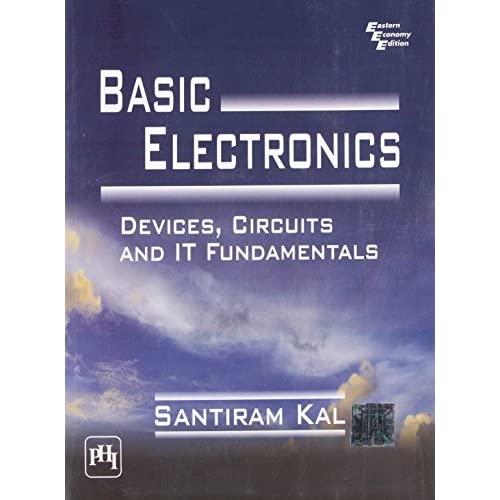 Eastern
Economy
Edition
BASIC
ELECTRONICS
DEVICES, CIRCUITS
AND IT FUNDAMENTALS
SANTIRAM KAL
PHI